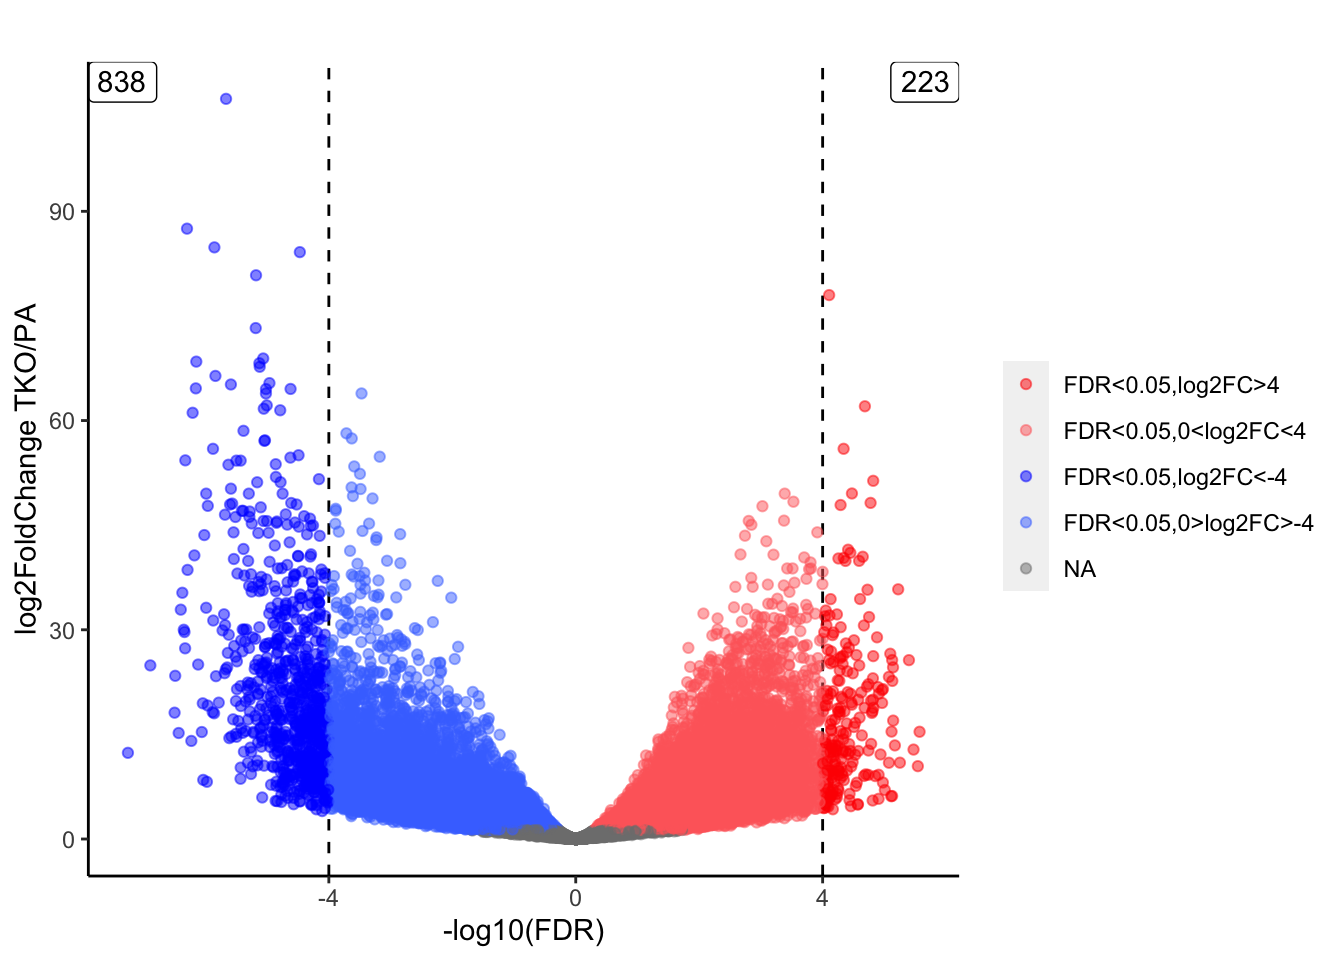 838
223
90
60
30
0
log2FoldChange TKO/PA
-4
0
4
-log10(FDR)
FDR<0.05,log2FC>4
FDR<0.05,0<log2FC<4
FDR<0.05,log2FC<-4
FDR<0.05,0>log2FC>-4
NA